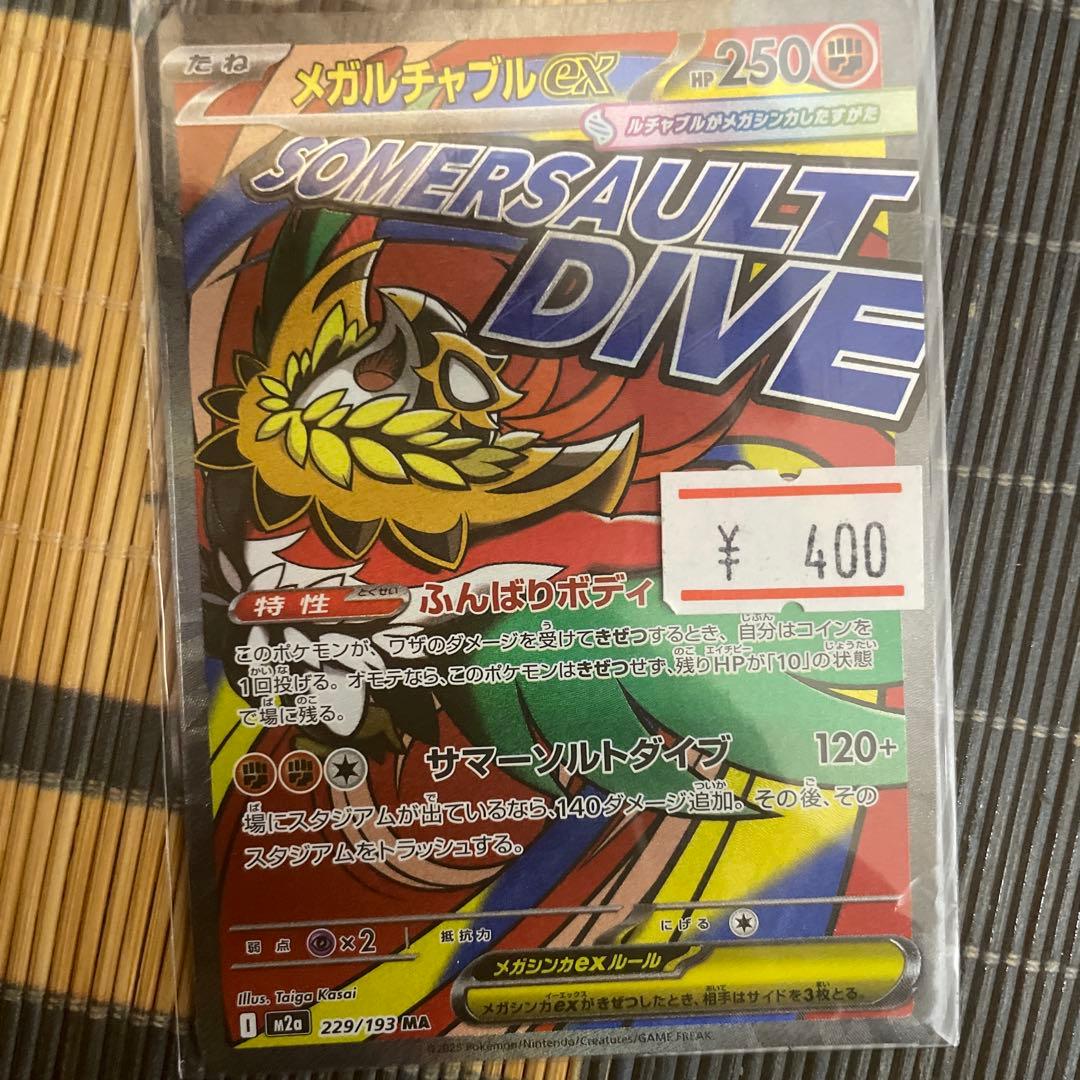 たね
メガルチャブルex
HP 250
ルチャブルがメガシンカしたすがた
SOMERSAULT
DIVE
¥ 400
特性 とくせい ふんばりボディ
このポケモンが、ワザのダメージを受けてきぜつするとき、自分はコインを
1回投げる。オモテなら、このポケモンはきぜつせず、残りHPが「10」の状態
で場に残る。
サマーソルトダイブ 120+
場にスタジアムが出ているなら、140ダメージ追加。その後、その
スタジアムをトラッシュする。
弱点 ×2 抵抗力 にげる
メガシンカexルール
メガシンカexがきぜつしたとき、相手はサイドを3枚とる。
Illus. Taiga Kasai
I m2a 229/193 MA
©2025 Pokémon/Nintendo/Creatures/GAME FREAK